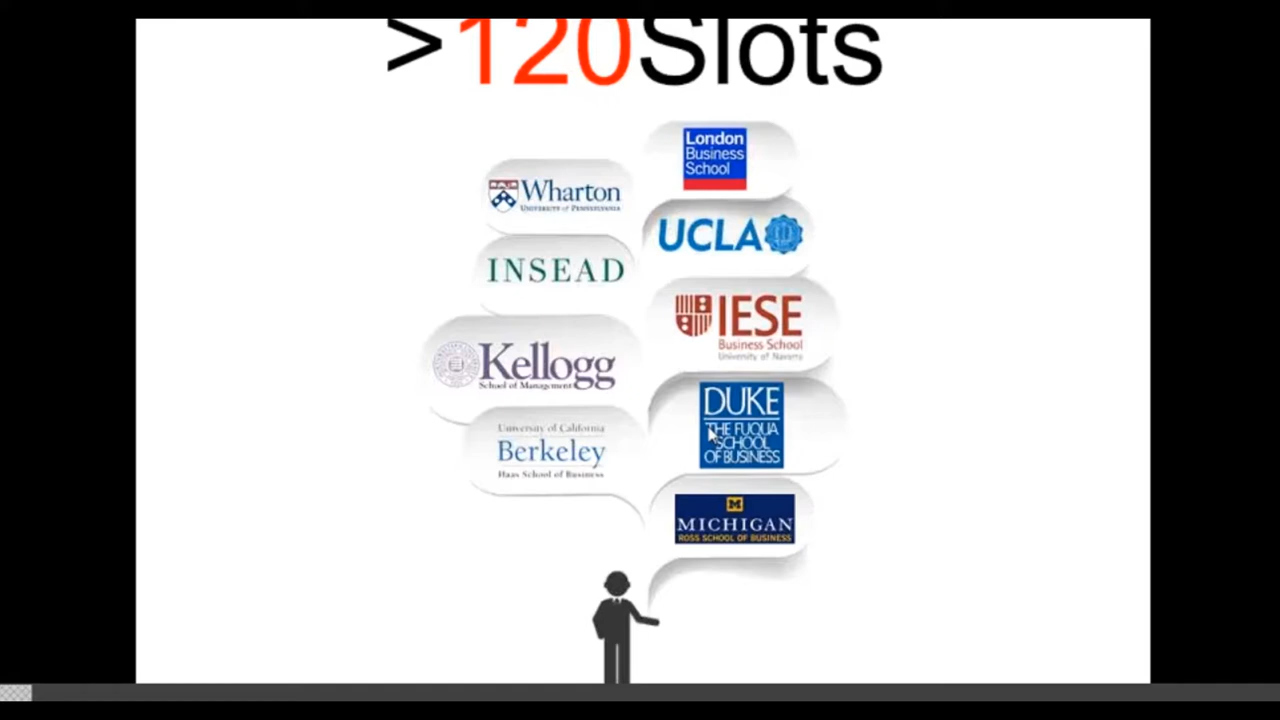 >120Slots
London
Business
School
Wharton
UNIVERSITY of PENNSYLVANIA
UCLA
INSEAD
IESE
Business School
University of Navarra
Kellogg
School of Management
DUKE
THE FUQUA
SCHOOL
OF BUSINESS
University of California
Berkeley
Haas School of Business
M
MICHIGAN
ROSS SCHOOL OF BUSINESS